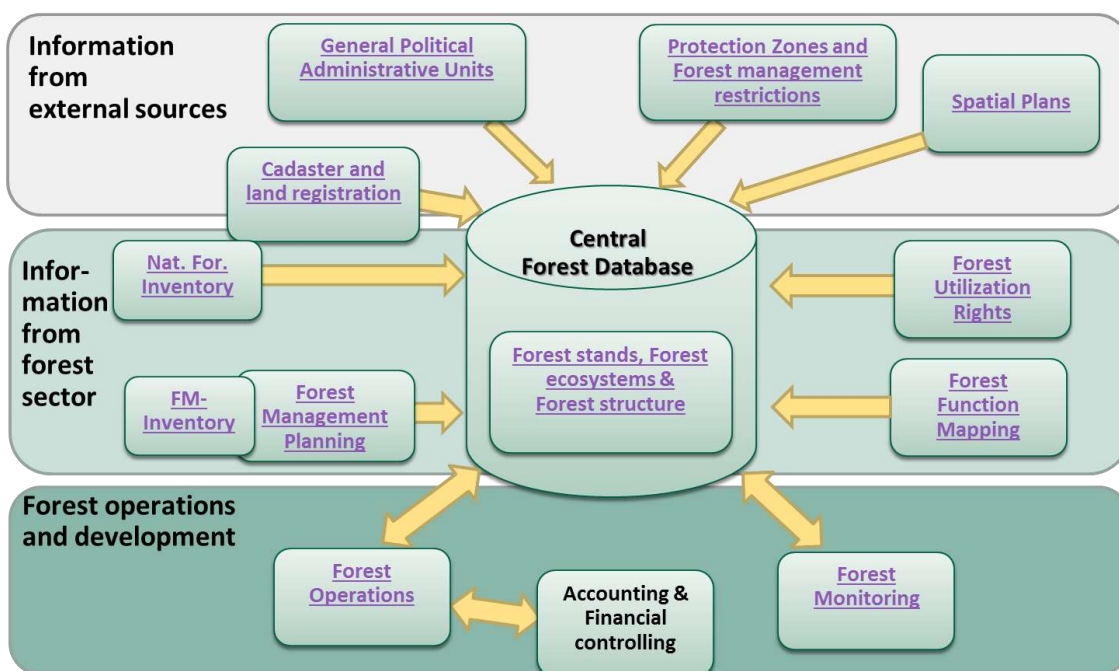 Information
from
external sources
General Political
Administrative Units
Protection Zones and
Forest management
restrictions
Spatial Plans
Cadaster and
land registration
Central
Forest Database
Infor-
mation
from
forest
sector
Nat. For.
Inventory
Forest
Utilization
Rights
Forest stands, Forest
ecosystems &
Forest structure
FM-
Inventory
Forest
Management
Planning
Forest
Function
Mapping
Forest operations
and development
Forest
Operations
Accounting &
Financial
controlling
Forest
Monitoring